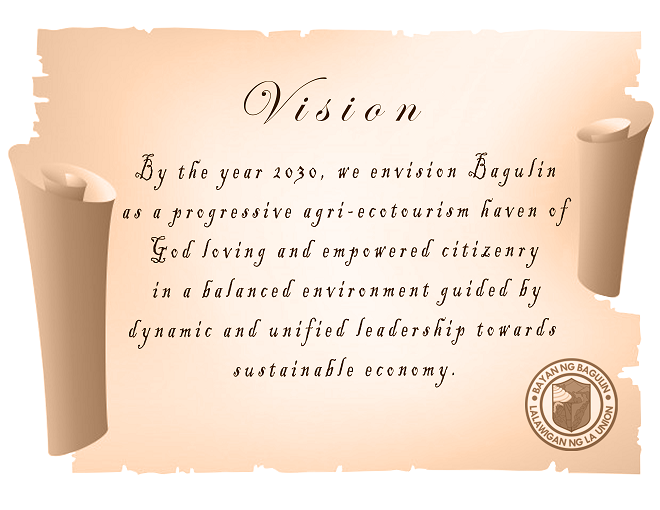 Vision
By the year 2030, we envision Bagulin
as a progressive agri-ecotourism haven of
God loving and empowered citizenry
in a balanced environment guided by
dynamic and unified leadership towards
sustainable economy.
• BAYAN NG BAGULIN •
LALAWIGAN NG LA UNION